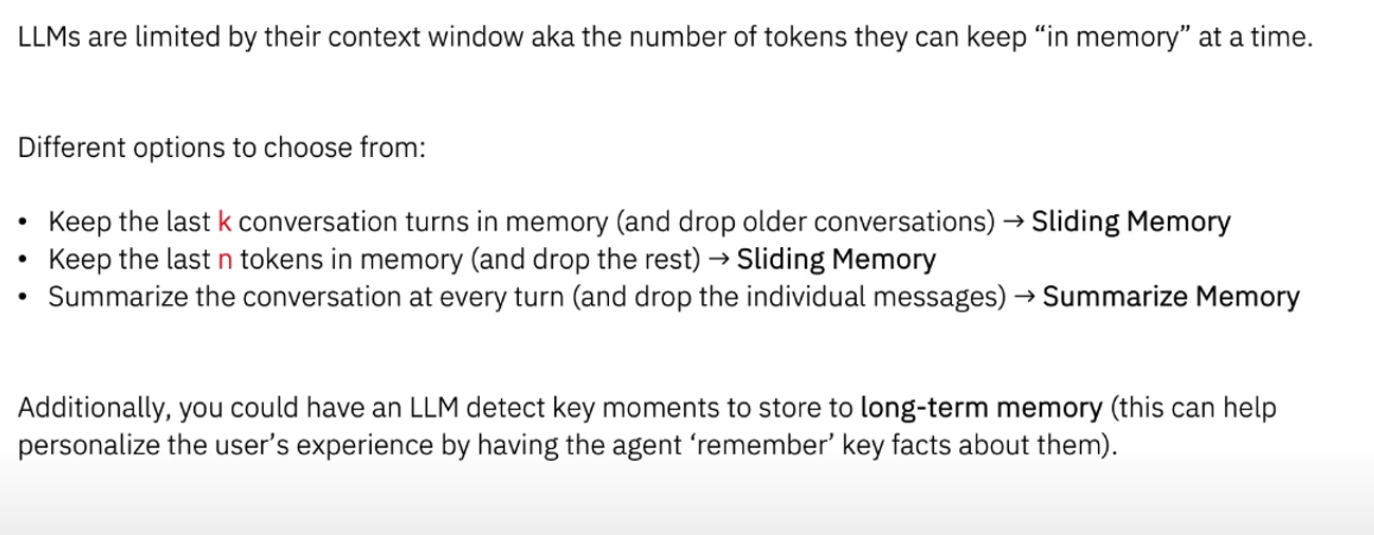 LLMs are limited by their context window aka the number of tokens they can keep “in memory” at a time.
Different options to choose from:
• Keep the last k conversation turns in memory (and drop older conversations) → Sliding Memory
• Keep the last n tokens in memory (and drop the rest) → Sliding Memory
• Summarize the conversation at every turn (and drop the individual messages) → Summarize Memory
Additionally, you could have an LLM detect key moments to store to long-term memory (this can help
personalize the user’s experience by having the agent ‘remember’ key facts about them).